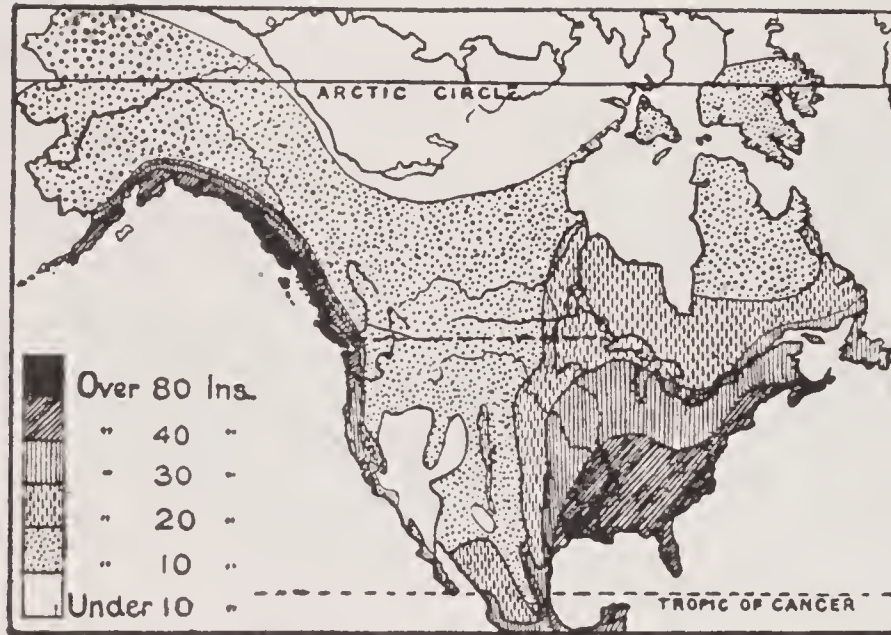 ARCTIC CIRCLE
Over 80 Ins.
" 40 "
" 30 "
" 20 "
" 10 "
Under 10 "
TROPIC OF CANCER